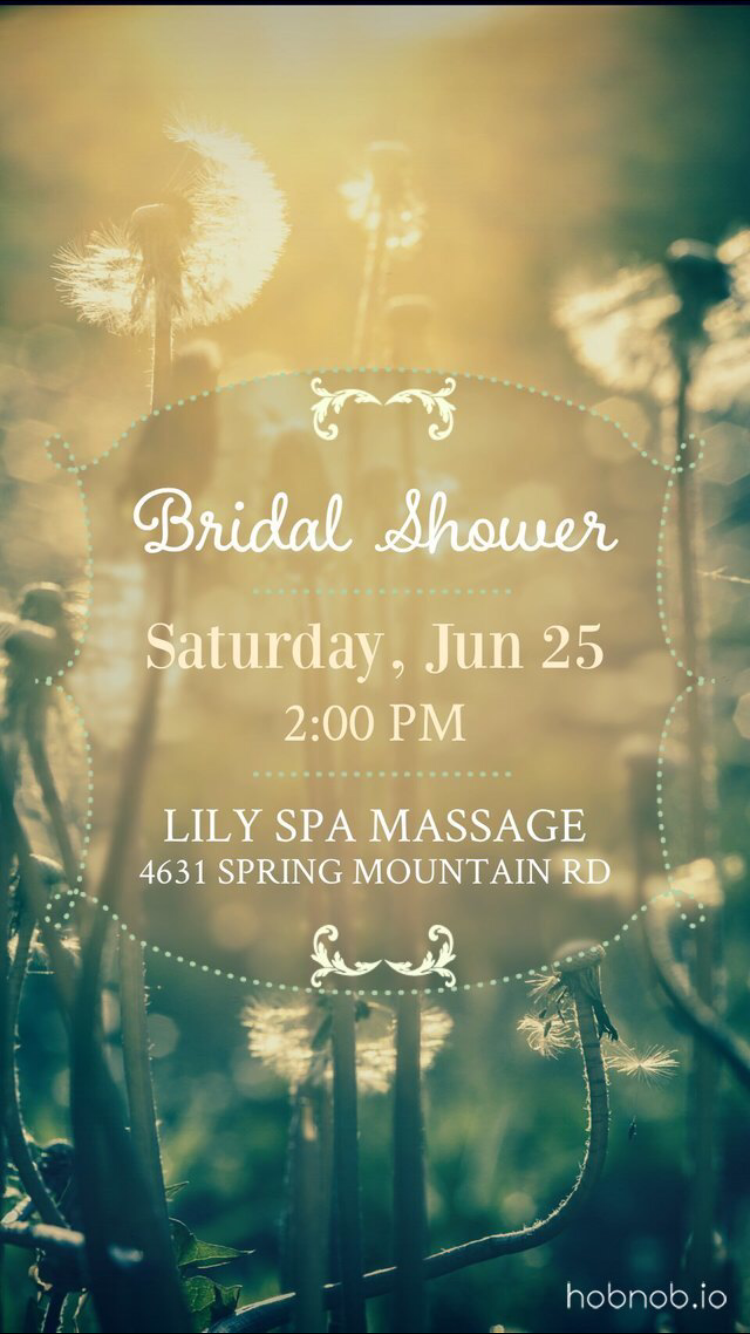 Bridal Shower
Saturday, Jun 25
2:00 PM
LILY SPA MASSAGE
4631 SPRING MOUNTAIN RD
hobnob.io